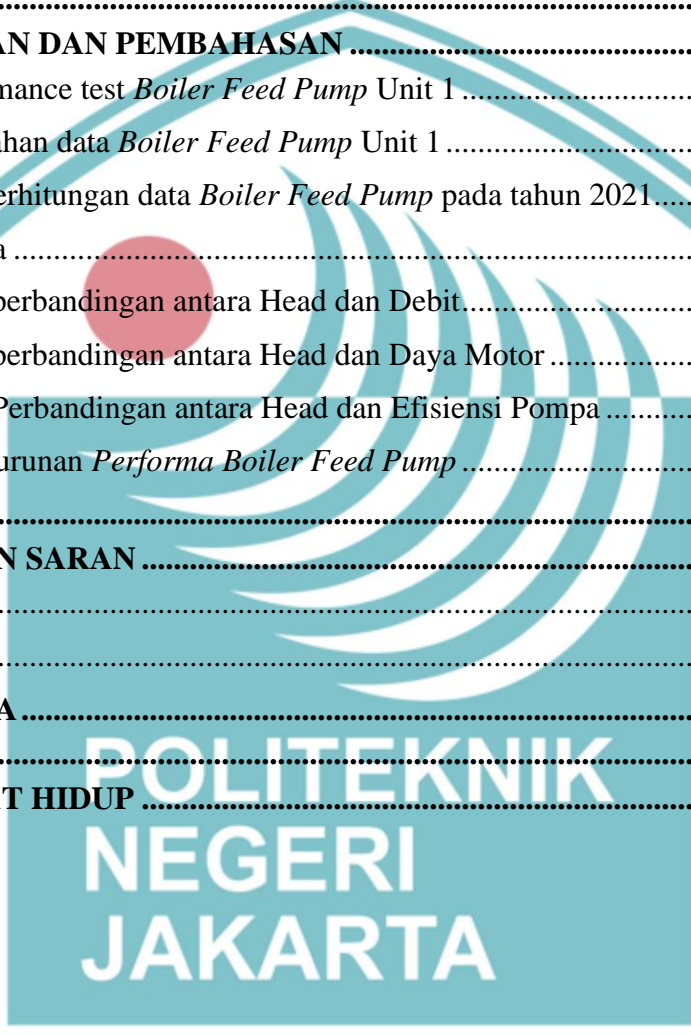 ................................................................................
AN DAN PEMBAHASAN ........................................
mance test Boiler Feed Pump Unit 1 ..........................
ahan data Boiler Feed Pump Unit 1 ............................
erhitungan data Boiler Feed Pump pada tahun 2021.....
a ................................................................................
perbandingan antara Head dan Debit..........................
perbandingan antara Head dan Daya Motor ...............
Perbandingan antara Head dan Efisiensi Pompa .........
urunan Performa Boiler Feed Pump ..........................
................................................................................
N SARAN ..................................................................
................................................................................
................................................................................
A ................................................................................
................................................................................
T HIDUP ..................................................................
POLITEKNIK
NEGERI
JAKARTA